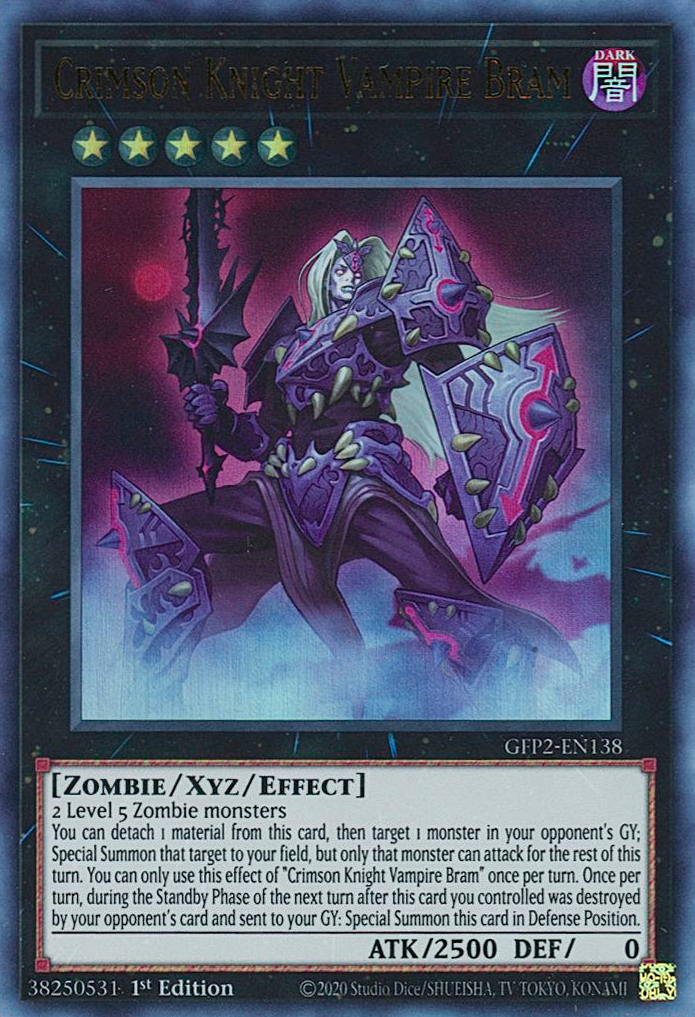 CRIMSON KNIGHT VAMPIRE BRAM
DARK
闇
GFP2-EN138
[ZOMBIE/XYZ/EFFECT]
2 Level 5 Zombie monsters
You can detach 1 material from this card, then target 1 monster in your opponent's GY;
Special Summon that target to your field, but only that monster can attack for the rest of this
turn. You can only use this effect of "Crimson Knight Vampire Bram" once per turn. Once per
turn, during the Standby Phase of the next turn after this card you controlled was destroyed
by your opponent's card and sent to your GY: Special Summon this card in Defense Position.
ATK/2500 DEF/ 0
38250531 1st Edition ©2020 Studio Dice/SHUEISHA, TV TOKYO, KONAMI